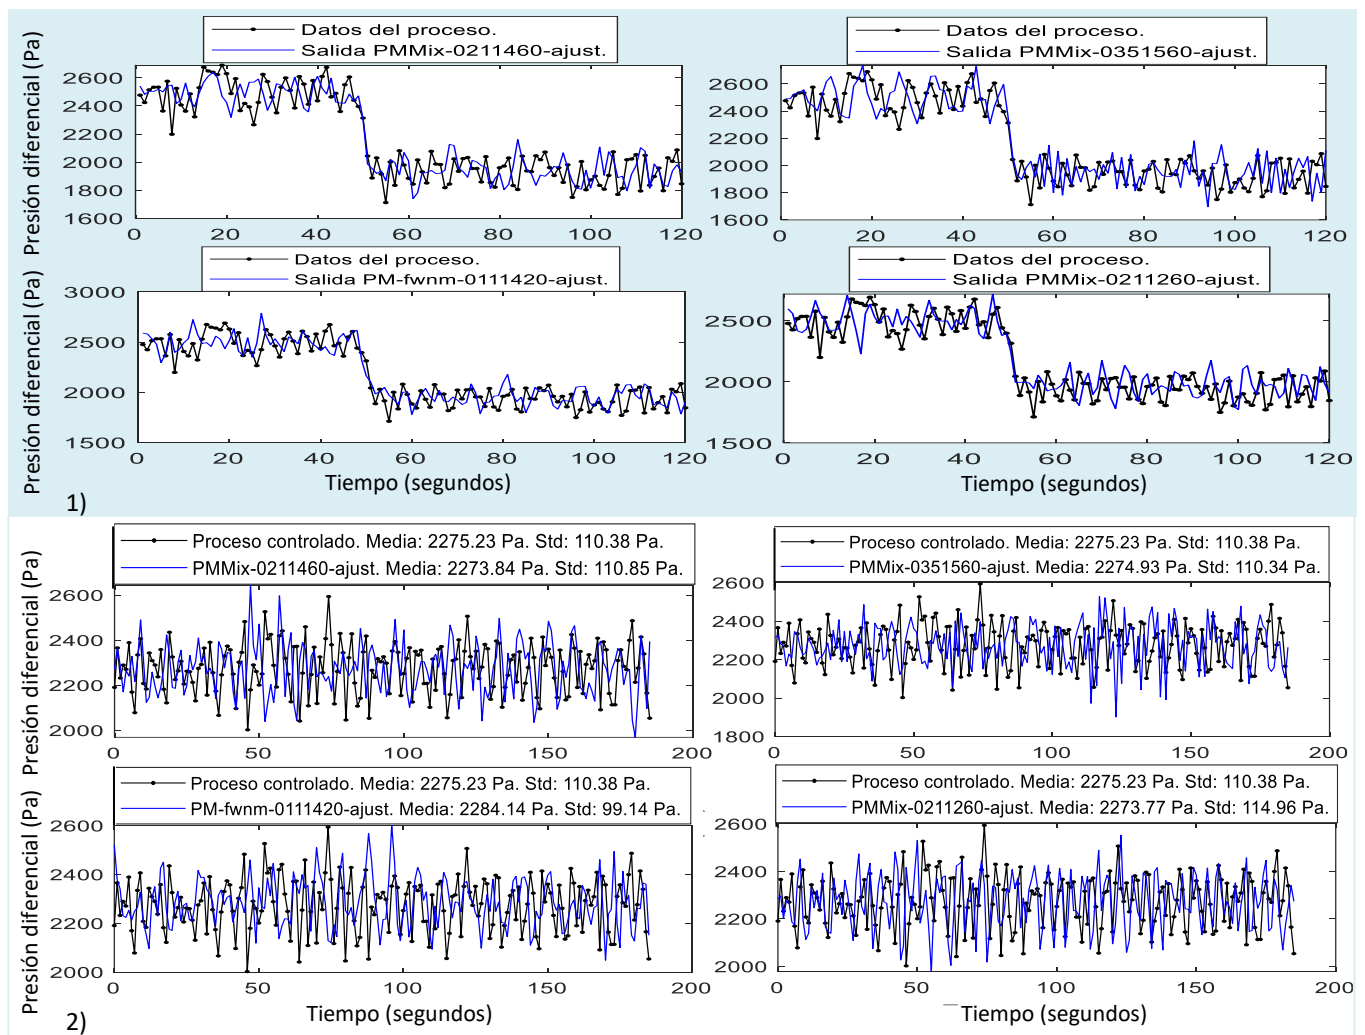 Datos del proceso.
Salida PMMix-0211460-ajust.
Datos del proceso.
Salida PMMix-0351560-ajust.
Presión diferencial (Pa)
2600
2400
2200
2000
1800
1600
0 20 40 60 80 100 120
2600
2400
2200
2000
1800
1600
0 20 40 60 80 100 120
Datos del proceso.
Salida PM-fwnm-0111420-ajust.
Datos del proceso.
Salida PMMix-0211260-ajust.
Presión diferencial (Pa)
3000
2500
2000
1500
0 20 40 60 80 100 120
2500
2000
1500
0 20 40 60 80 100 120
Tiempo (segundos)
Tiempo (segundos)
1)
Proceso controlado. Media: 2275.23 Pa. Std: 110.38 Pa.
PMMix-0211460-ajust. Media: 2273.84 Pa. Std: 110.85 Pa.
Proceso controlado. Media: 2275.23 Pa. Std: 110.38 Pa.
PMMix-0351560-ajust. Media: 2274.93 Pa. Std: 110.34 Pa.
Presión diferencial (Pa)
2600
2400
2200
2000
0 50 100 150 200
2600
2400
2200
2000
1800
0 50 100 150 200
Proceso controlado. Media: 2275.23 Pa. Std: 110.38 Pa.
PM-fwnm-0111420-ajust. Media: 2284.14 Pa. Std: 99.14 Pa.
Proceso controlado. Media: 2275.23 Pa. Std: 110.38 Pa.
PMMix-0211260-ajust. Media: 2273.77 Pa. Std: 114.96 Pa.
Presión diferencial (Pa)
2600
2400
2200
2000
0 50 100 150 200
2600
2400
2200
2000
0 50 100 150 200
Tiempo (segundos)
Tiempo (segundos)
2)